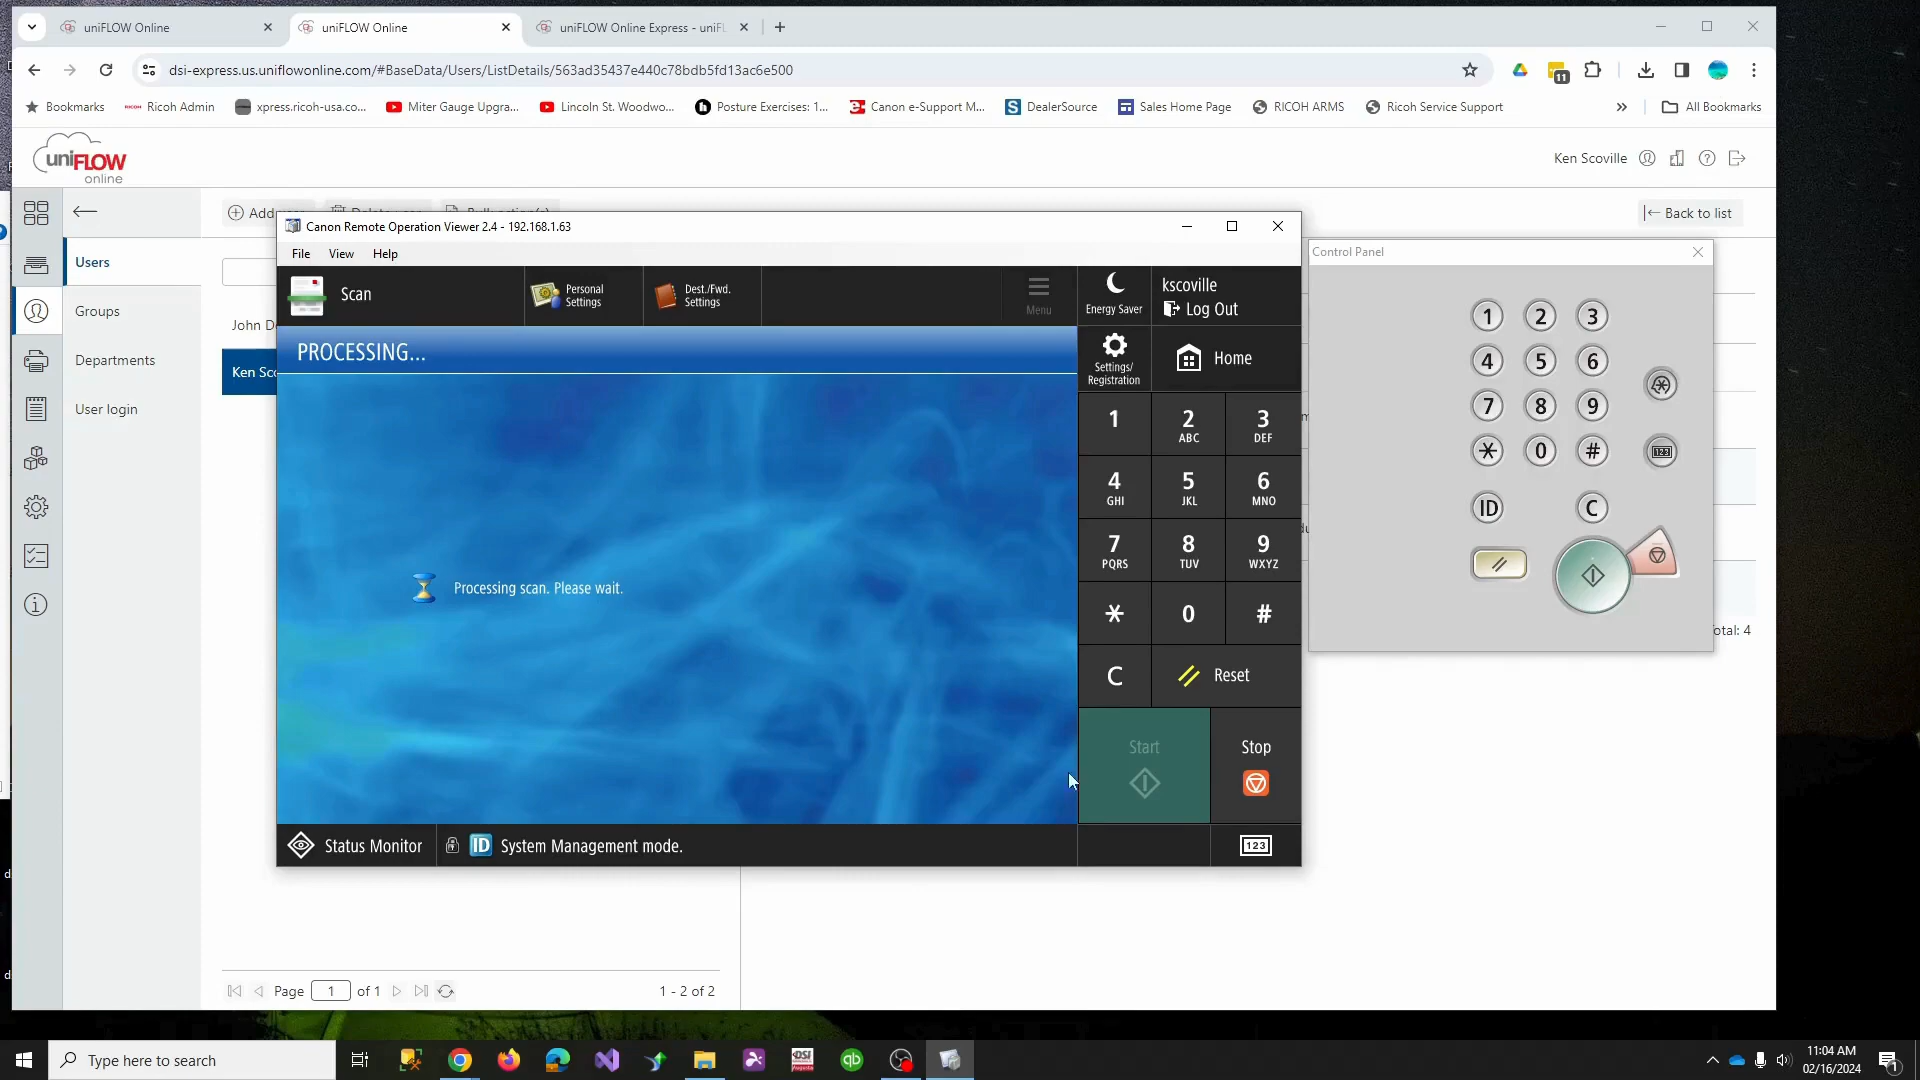 uniFLOW Online
uniFLOW Online
uniFLOW Online Express - uniF
dsi-express.us.uniflowonline.com/#BaseData/Users/ListDetails/563ad35437e440c78bdb5fd13ac6e500
11
Bookmarks
RICOH
Ricoh Admin
xpress.ricoh-usa.co...
Miter Gauge Upgra...
Lincoln St. Woodwo...
Posture Exercises: 1...
Canon e-Support M...
DealerSource
Sales Home Page
RICOH ARMS
Ricoh Service Support
All Bookmarks
uniFLOW
online
Ken Scoville
Back to list
Users
Groups
Departments
User login
John D
Ken Sco
Canon Remote Operation Viewer 2.4 - 192.168.1.63
File View Help
Scan
Personal
Settings
Dest./Fwd.
Settings
Menu
Energy Saver
kscoville
Log Out
PROCESSING...
Settings/
Registration
Home
Processing scan. Please wait.
1 2 3
ABC DEF
4 5 6
GHI JKL MNO
7 8 9
PQRS TUV WXYZ
* 0 #
C Reset
Start Stop
Status Monitor
ID System Management mode.
123
Control Panel
1 2 3
4 5 6
7 8 9
* 0 #
123
ID C
otal: 4
Page 1 of 1
1 - 2 of 2
Type here to search
DSI
qb
11:04 AM
02/16/2024
1